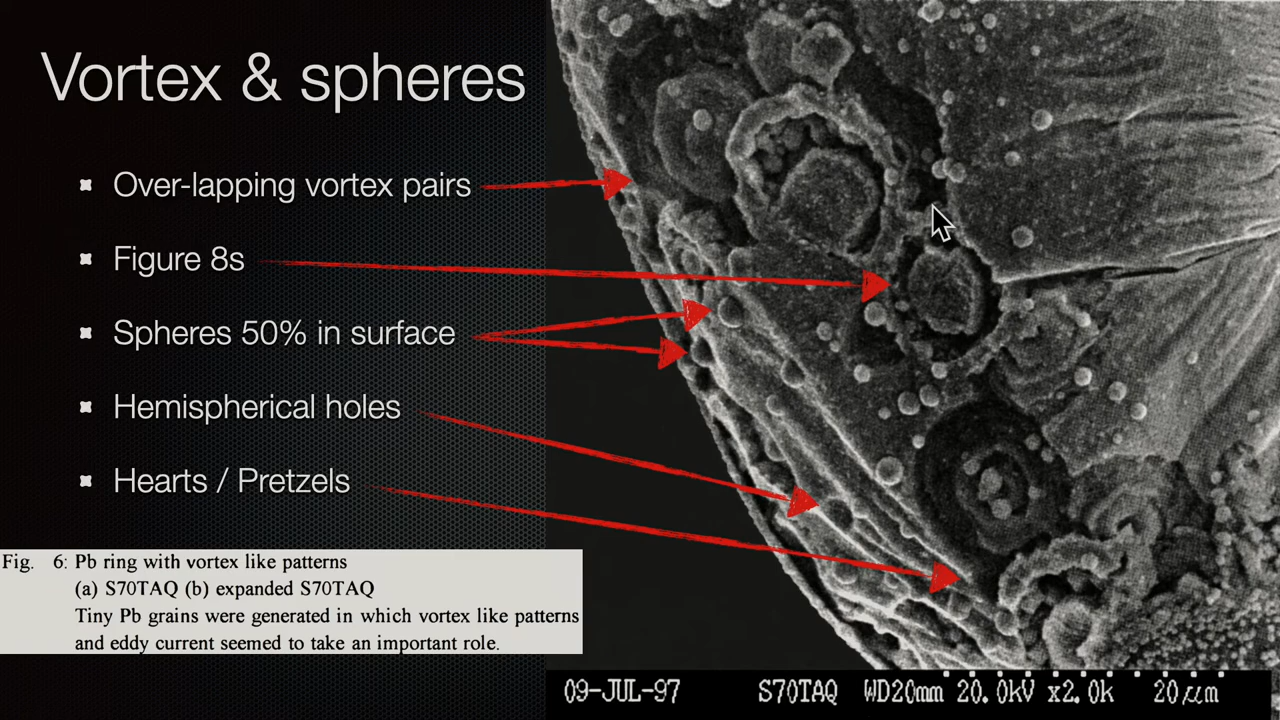 Vortex & spheres
Over-lapping vortex pairs
Figure 8s
Spheres 50% in surface
Hemispherical holes
Hearts / Pretzels
Fig. 6: Pb ring with vortex like patterns
(a) S70TAQ (b) expanded S70TAQ
Tiny Pb grains were generated in which vortex like patterns
and eddy current seemed to take an important role.
09-JUL-97 S70TAQ WD20mm 20.0kV x2.0k 20μm